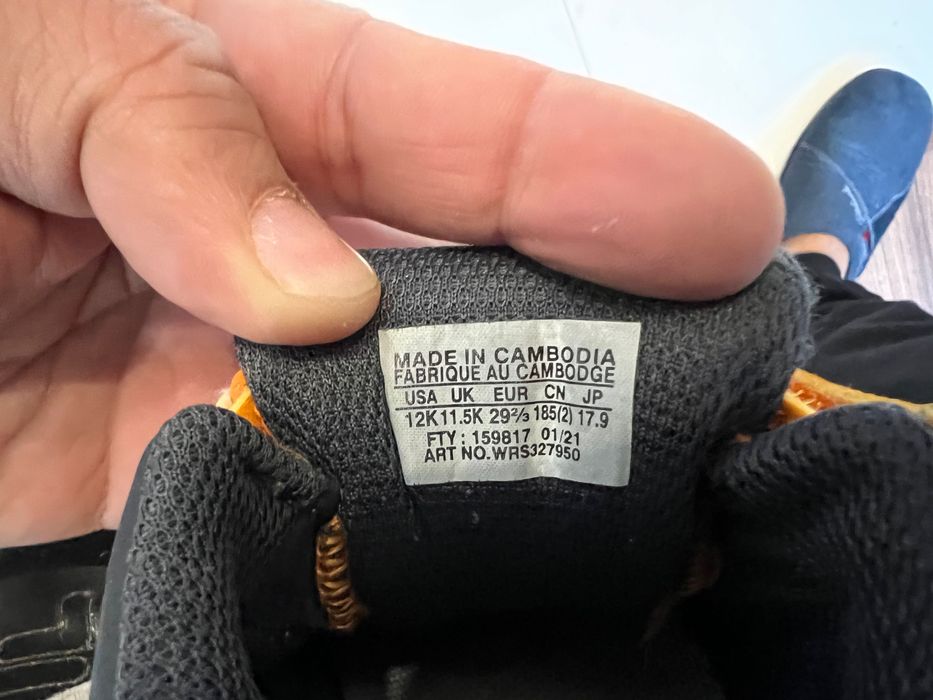 MADE IN CAMBODIA
FABRIQUE AU CAMBODGE
USA UK EUR CN JP
12K 11.5K 29⅔ 185(2) 17.9
FTY: 159817 01/21
ART NO.WRS327950